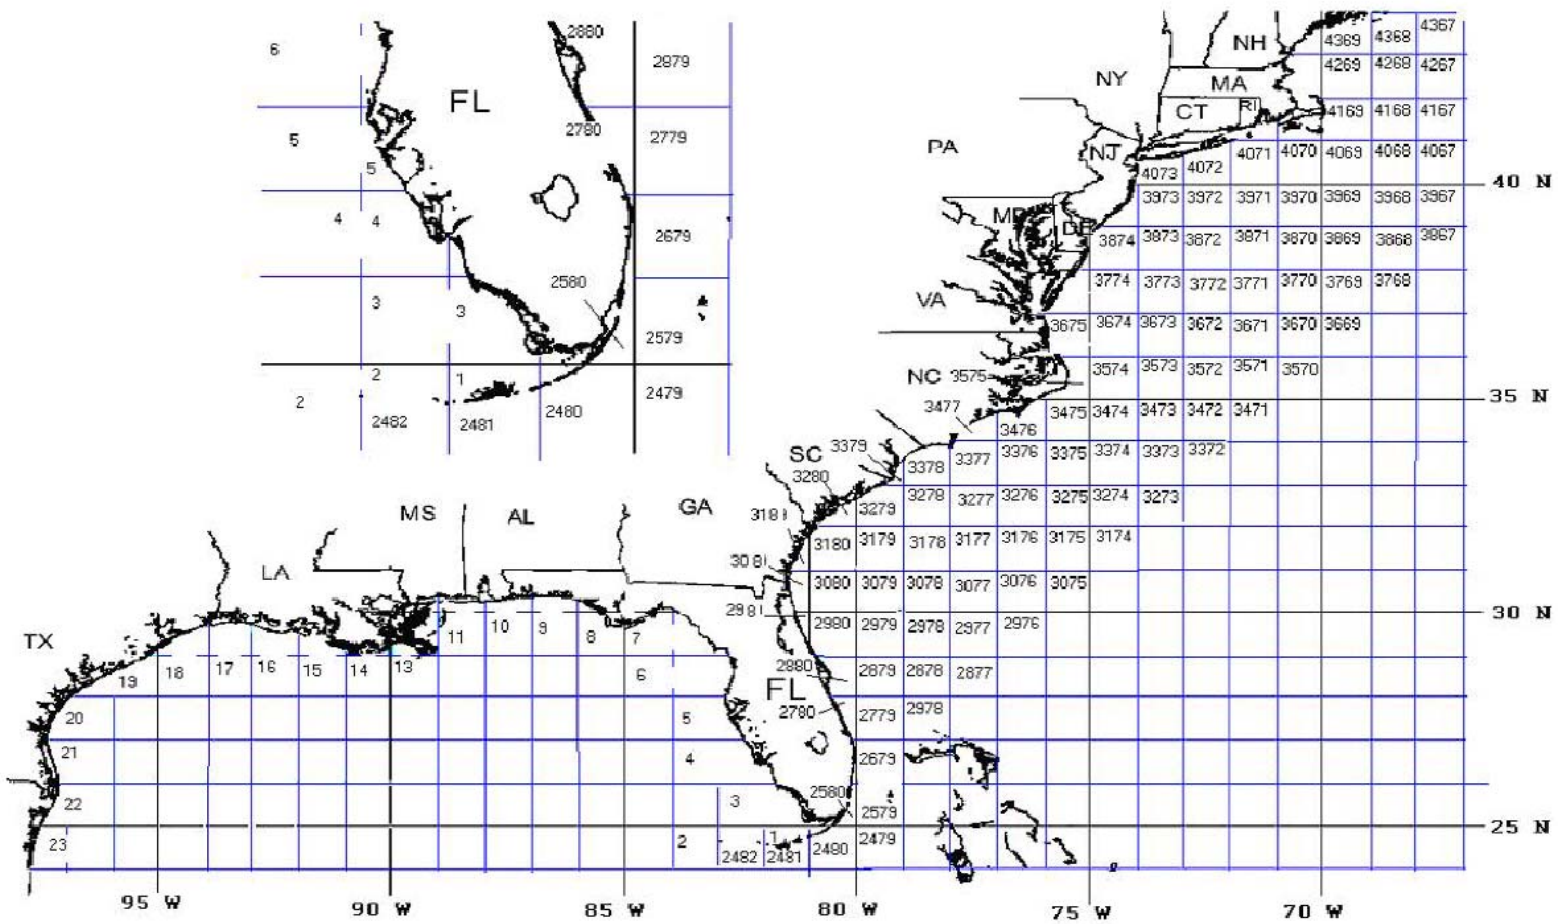 6 FL 2880 2879
5 2780 2779
5
4 4 2679
3 3 2580
2579
2 1 2479
2 2482 2481 2480
NH 4369 4368 4367
NY MA 4269 4268 4267
CT RI 4169 4168 4167
PA NJ 4073 4072 4071 4070 4069 4068 4067 40 N
3973 3972 3971 3970 3969 3968 3967
MD DE 3874 3873 3872 3871 3870 3869 3868 3867
3774 3773 3772 3771 3770 3769 3768
VA 3675 3674 3673 3672 3671 3670 3669
NC 3575 3574 3573 3572 3571 3570
35 N
3477 3476 3475 3474 3473 3472 3471
SC 3379 3378 3377 3376 3375 3374 3373 3372
3280 3279 3278 3277 3276 3275 3274 3273
MS AL GA
3180 3179 3178 3177 3176 3175 3174
LA 3080 3079 3078 3077 3076 3075
30 N
TX 11 10 9 8 7 2981 2980 2979 2978 2977 2976
19 18 17 16 15 14 13 6 2880 2879 2878 2877
FL
20 5 2780 2779 2978
21 4 2679
22 3 2580 2579
25 N
23 2 1 2482 2481 2480 2479
95 W 90 W 85 W 80 W 75 W 70 W